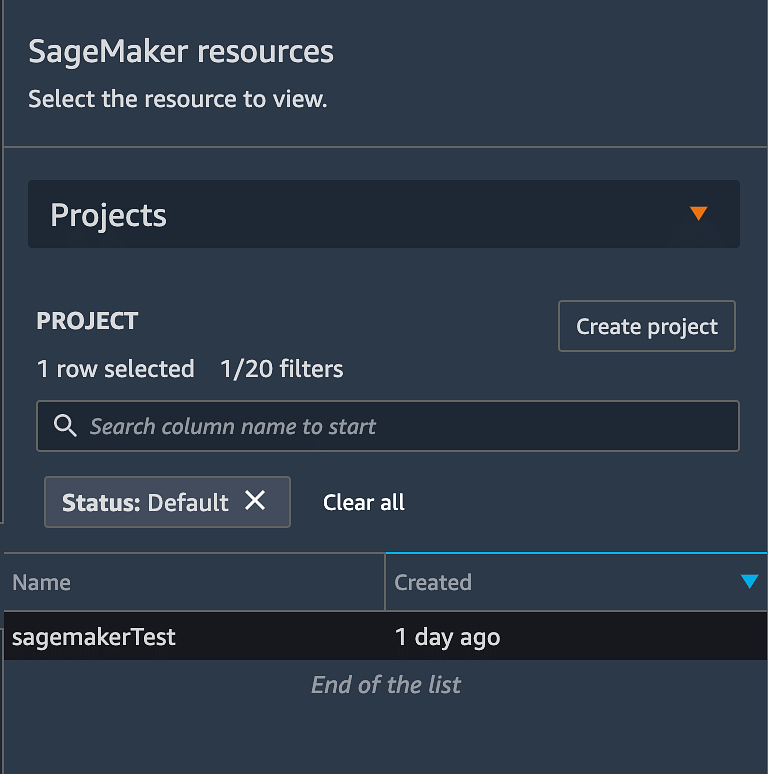 SageMaker resources
Select the resource to view.
Projects
PROJECT
Create project
1 row selected 1/20 filters
Search column name to start
Status: Default
Clear all
Name Created
sagemakerTest 1 day ago
End of the list